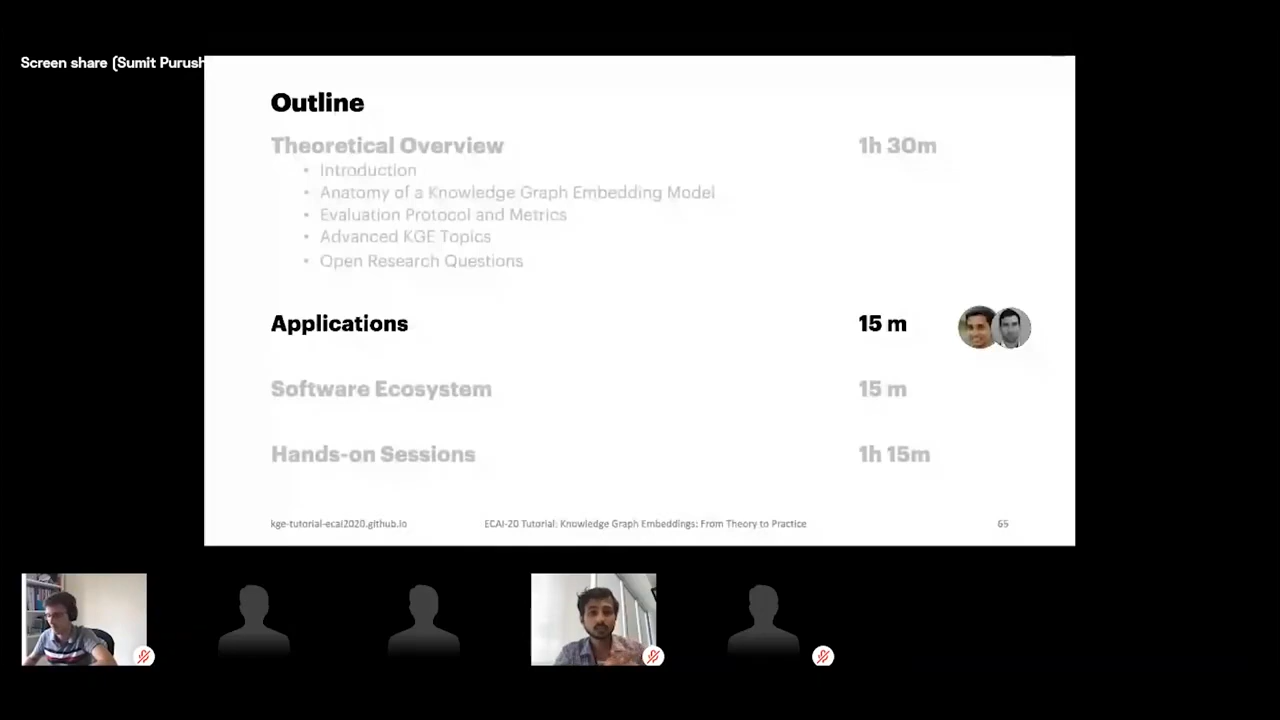 Screen share (Sumit Purush
Outline
Theoretical Overview 1h 30m
• Introduction
• Anatomy of a Knowledge Graph Embedding Model
• Evaluation Protocol and Metrics
• Advanced KGE Topics
• Open Research Questions
Applications 15 m
Software Ecosystem 15 m
Hands-on Sessions 1h 15m
kge-tutorial-ecai2020.github.io ECAI-20 Tutorial: Knowledge Graph Embeddings: From Theory to Practice 65